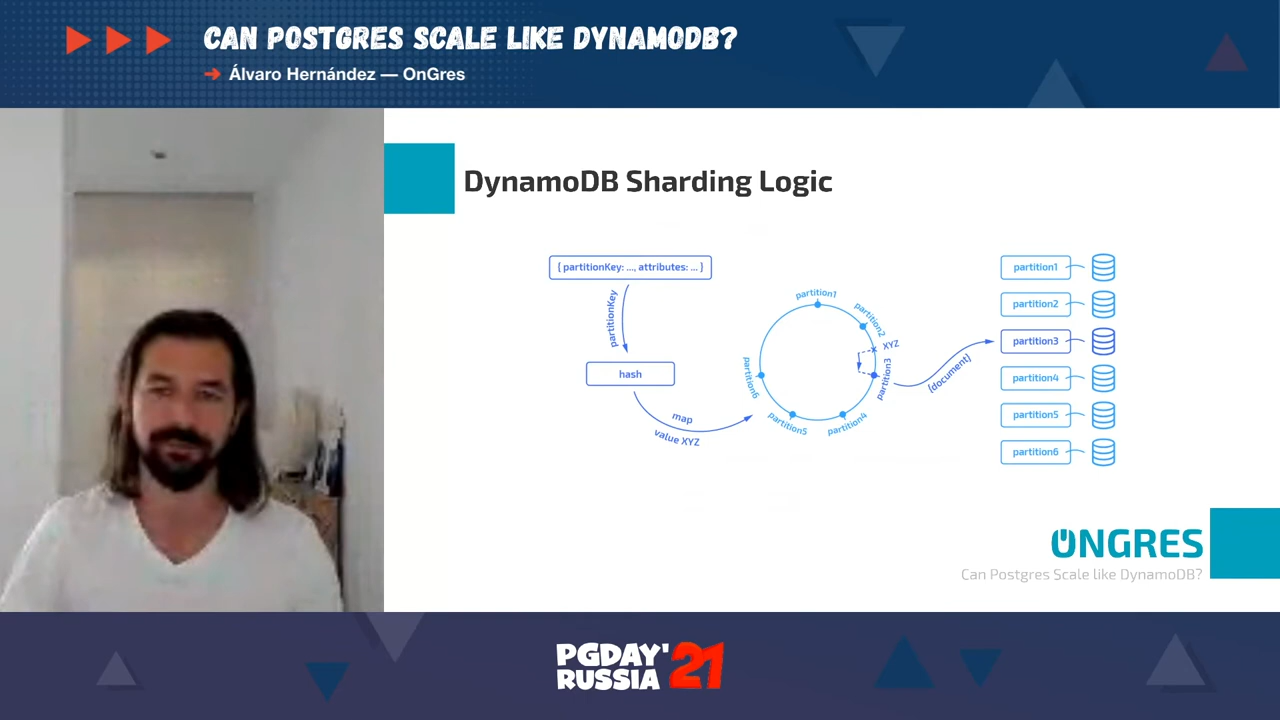 CAN POSTGRES SCALE LIKE DYNAMODB?
➔ Álvaro Hernández — OnGres
DynamoDB Sharding Logic
{ partitionKey: ..., attributes: ... }
partitionKey
hash
map
value XYZ
partition1
partition2
XYZ
partition3
partition4
partition5
partition6
{document}
partition1
partition2
partition3
partition4
partition5
partition6
ONGRES
Can Postgres Scale like DynamoDB?
PGDAY'21
RUSSIA